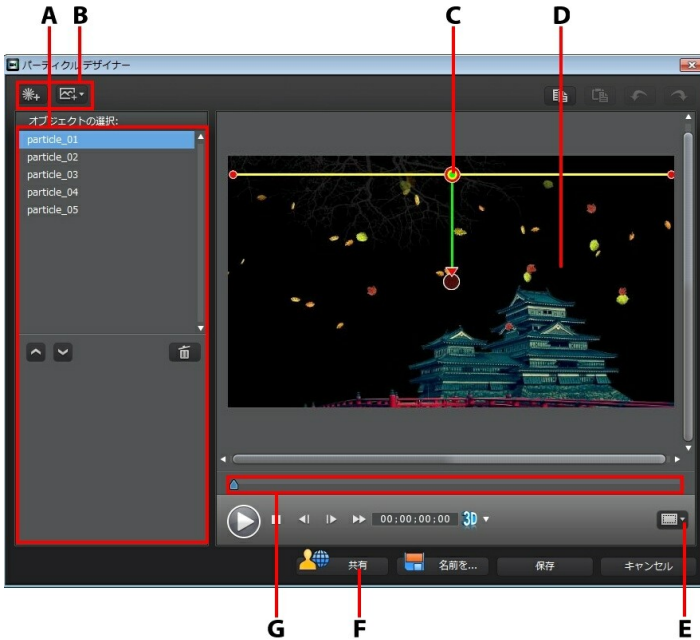 A B C D
パーティクル デザイナー
オブジェクトの選択:
particle_01
particle_02
particle_03
particle_04
particle_05
00:00:00:00 3D
共有 名前を... 保存 キャンセル
G F E